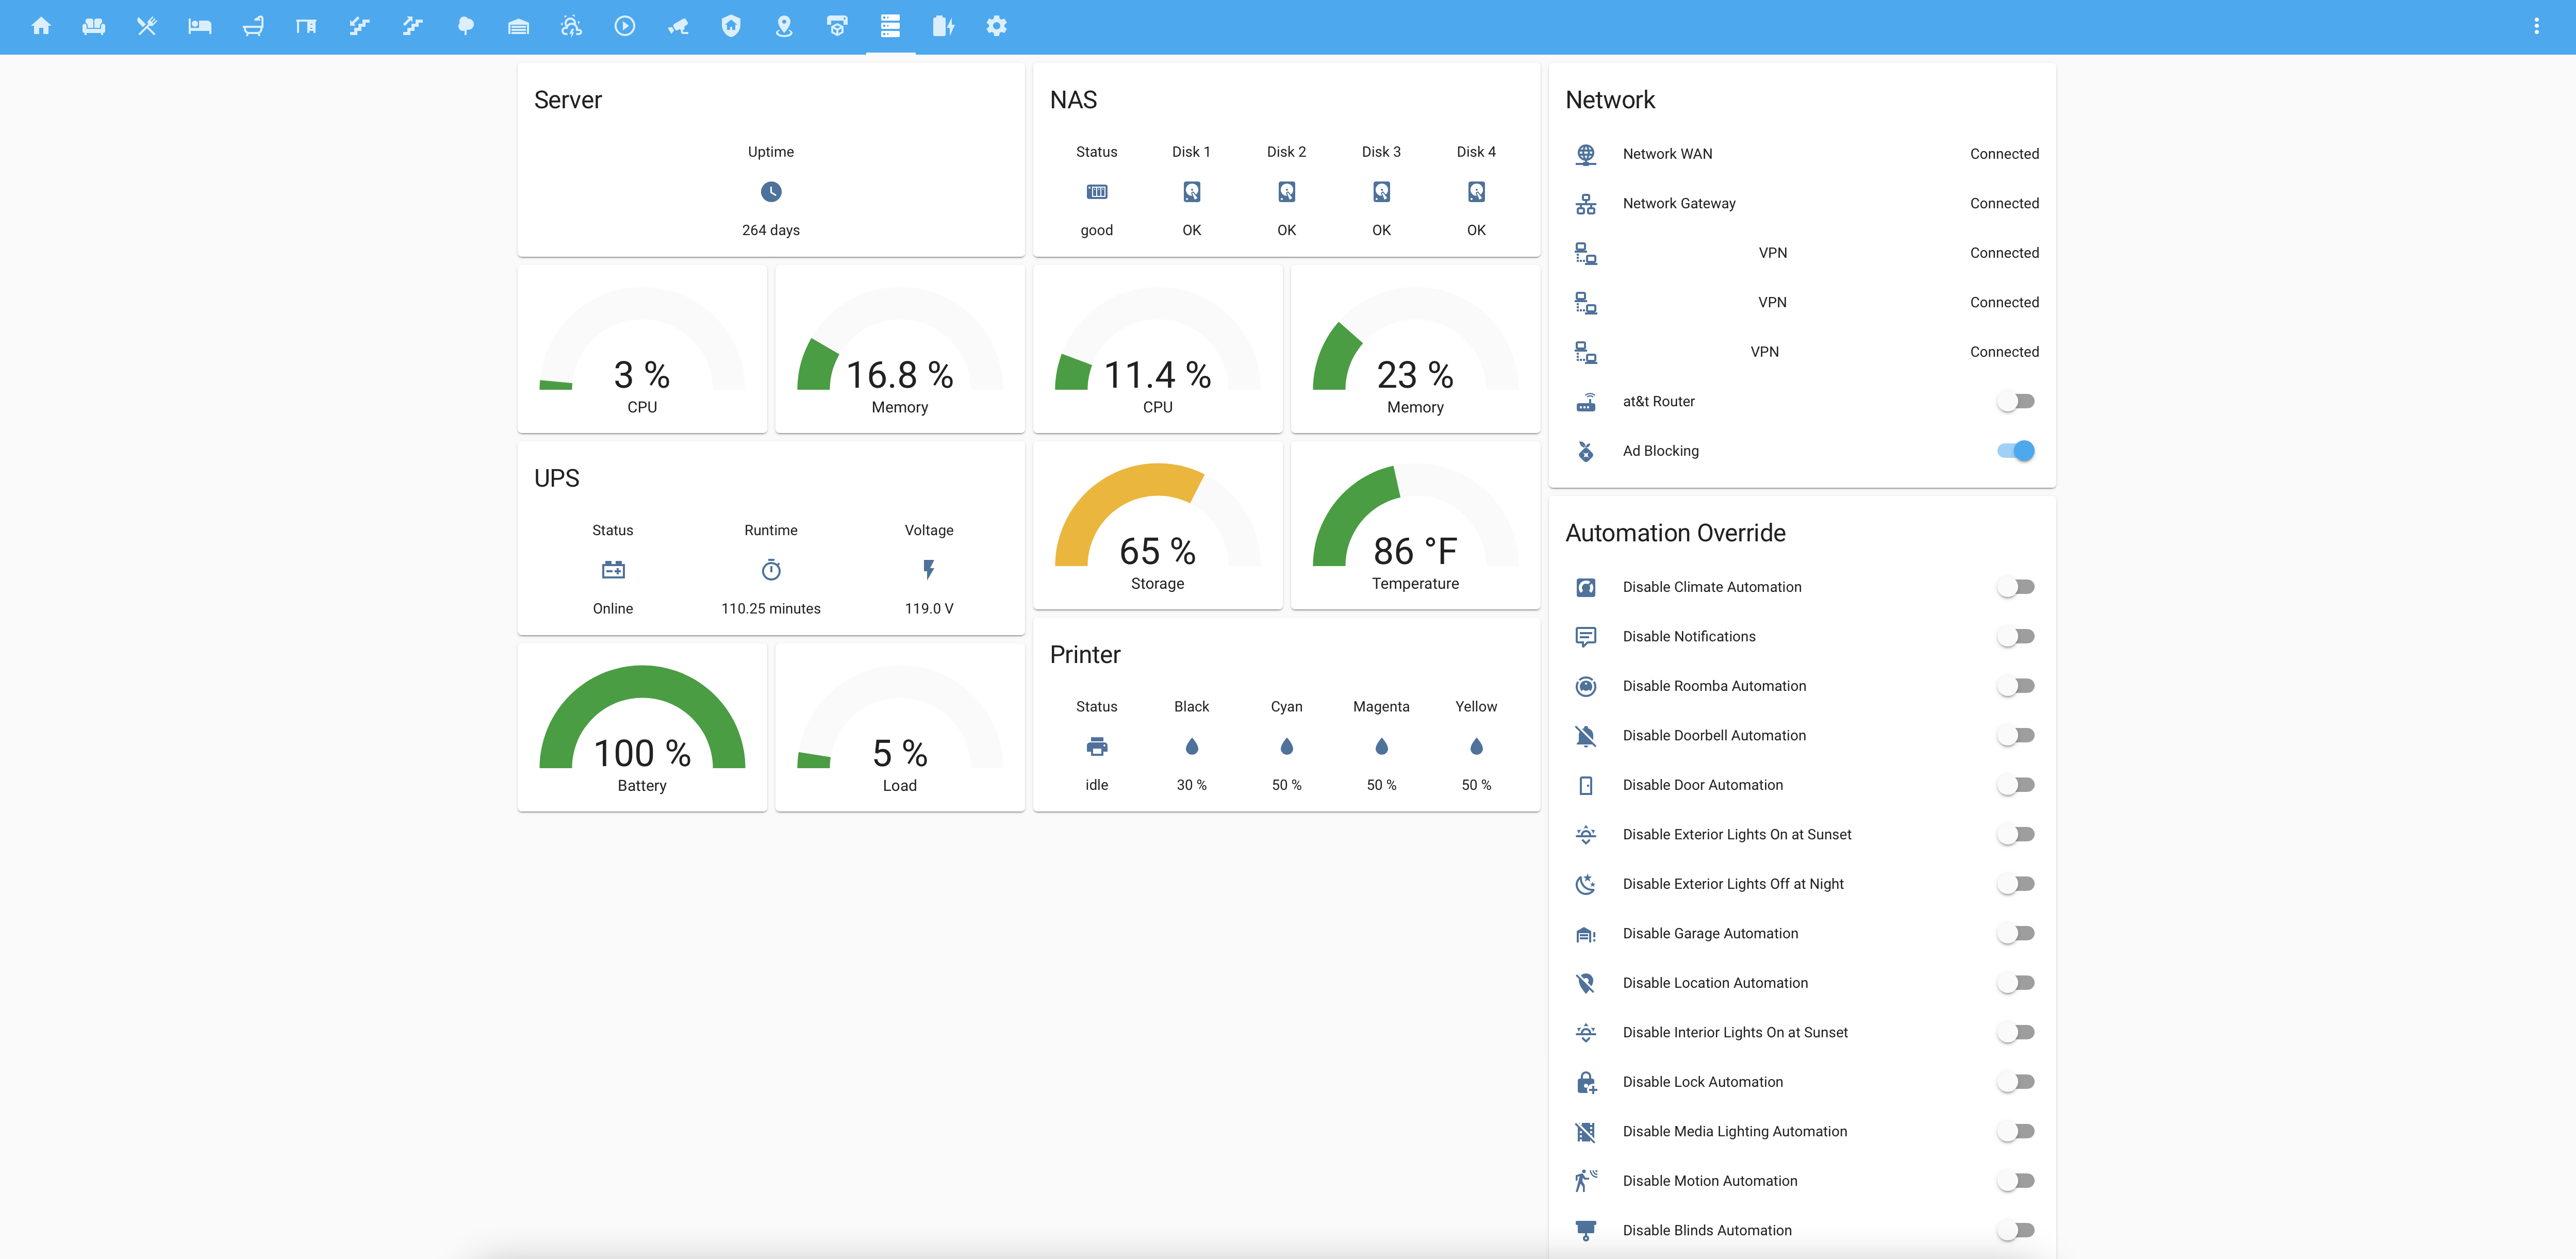 Server
Uptime
264 days
3 %
CPU
16.8 %
Memory
UPS
Status Runtime Voltage
Online 110.25 minutes 119.0 V
100 %
Battery
5 %
Load
NAS
Status Disk 1 Disk 2 Disk 3 Disk 4
good OK OK OK OK
11.4 %
CPU
23 %
Memory
65 %
Storage
86 °F
Temperature
Printer
Status Black Cyan Magenta Yellow
idle 30 % 50 % 50 % 50 %
Network
Network WAN Connected
Network Gateway Connected
VPN Connected
VPN Connected
VPN Connected
at&t Router
Ad Blocking
Automation Override
Disable Climate Automation
Disable Notifications
Disable Roomba Automation
Disable Doorbell Automation
Disable Door Automation
Disable Exterior Lights On at Sunset
Disable Exterior Lights Off at Night
Disable Garage Automation
Disable Location Automation
Disable Interior Lights On at Sunset
Disable Lock Automation
Disable Media Lighting Automation
Disable Motion Automation
Disable Blinds Automation